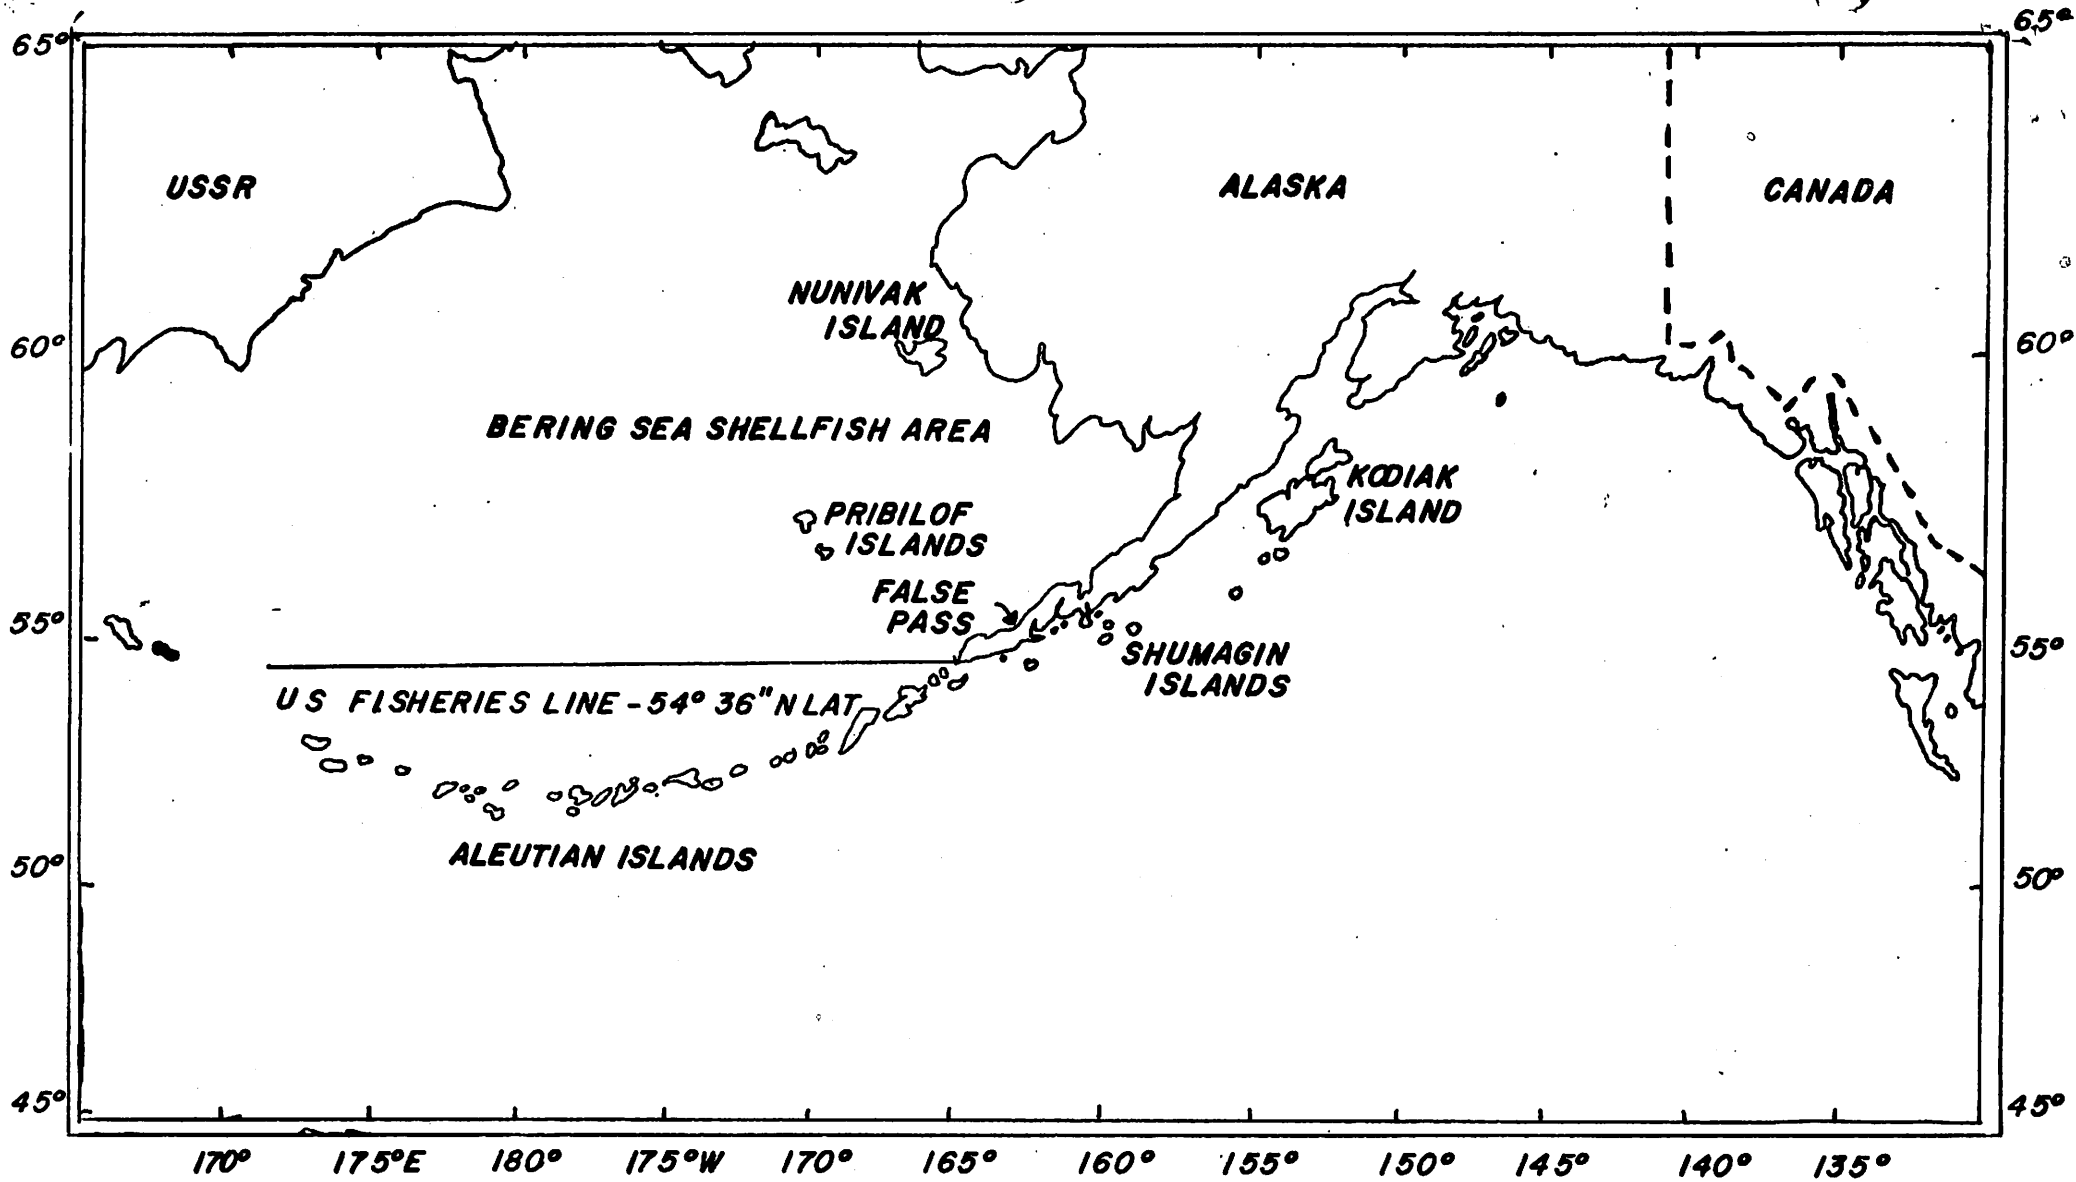 65° 65°
USSR
ALASKA
CANADA
NUNIVAK
ISLAND
60° 60°
BERING SEA SHELLFISH AREA
KODIAK
ISLAND
PRIBILOF
ISLANDS
FALSE
PASS
55° 55°
SHUMAGIN
ISLANDS
US FISHERIES LINE - 54° 36" N LAT
ALEUTIAN ISLANDS
50° 50°
45° 45°
170° 175°E 180° 175°W 170° 165° 160° 155° 150° 145° 140° 135°